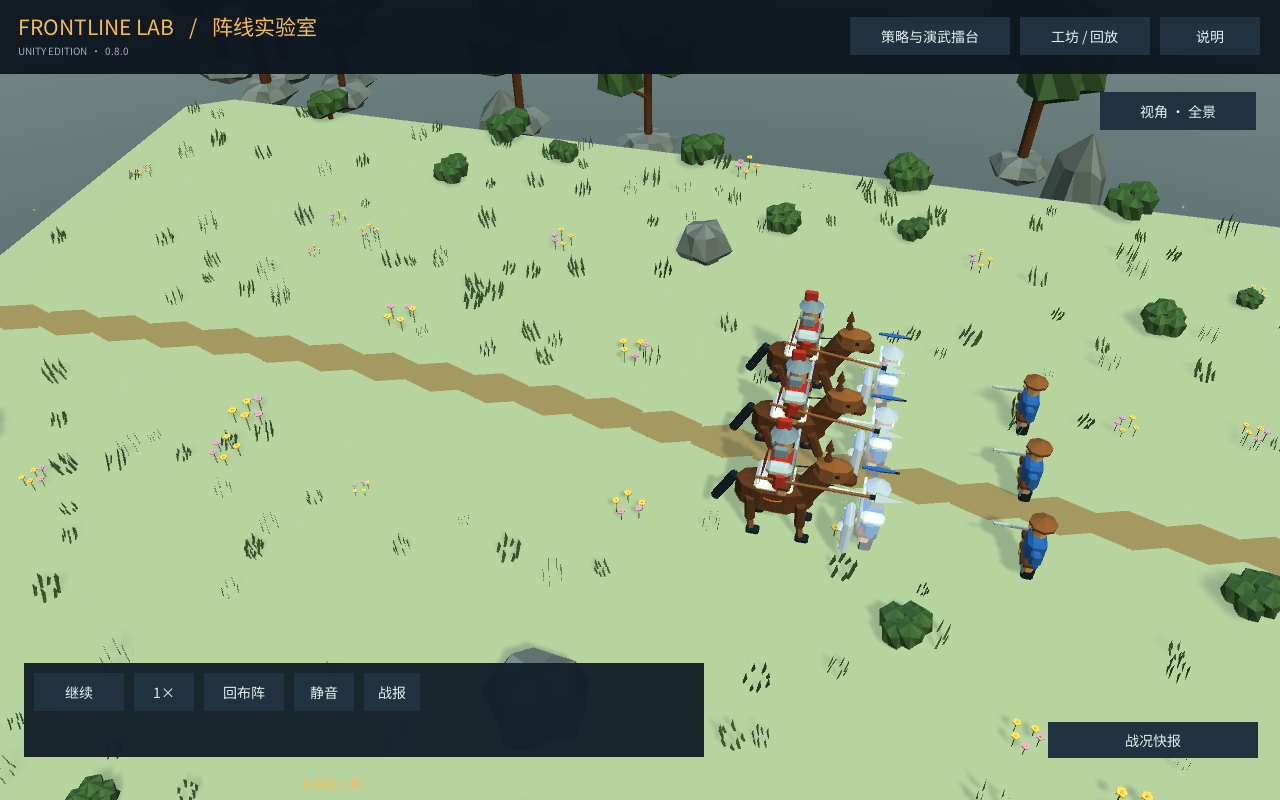 FRONTLINE LAB / 阵线实验室
UNITY EDITION · 0.8.0
策略与演武擂台
工坊 / 回放
说明
视角 · 全景
继续
1×
回布阵
静音
战报
战况快报